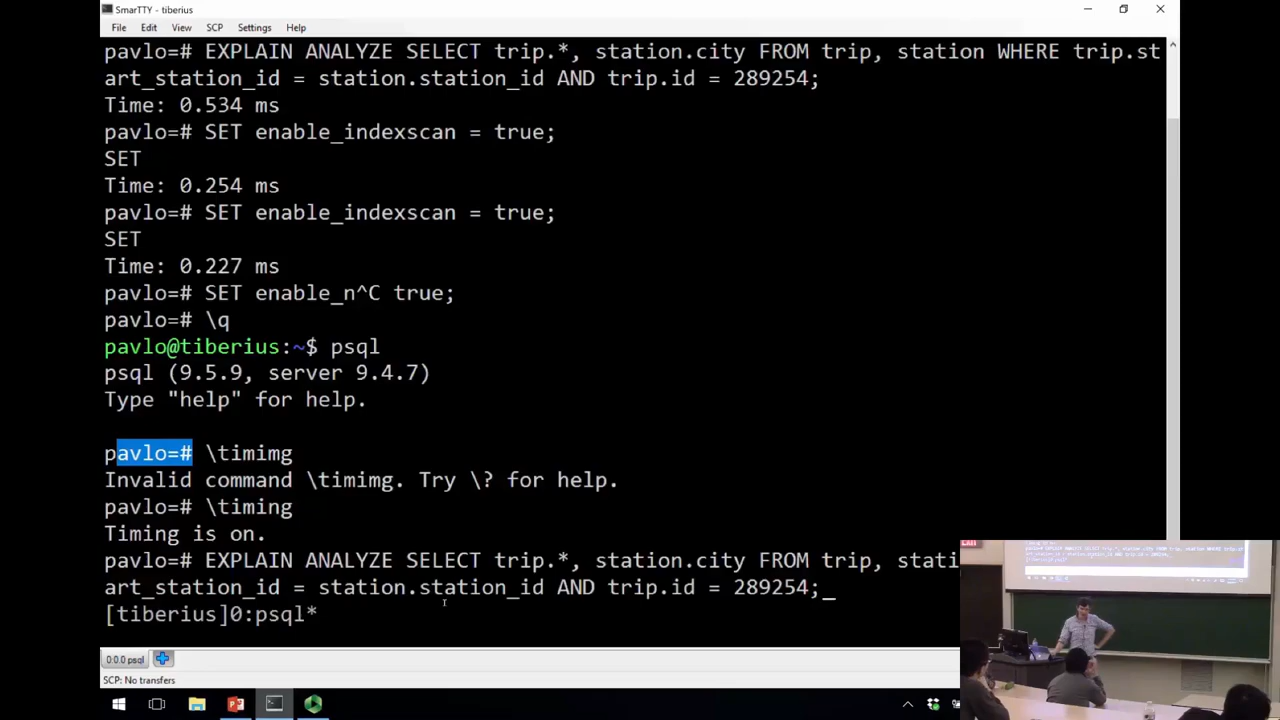 SmarTTY - tiberius
File Edit View SCP Settings Help
pavlo=# EXPLAIN ANALYZE SELECT trip.*, station.city FROM trip, station WHERE trip.st
art_station_id = station.station_id AND trip.id = 289254;
Time: 0.534 ms
pavlo=# SET enable_indexscan = true;
SET
Time: 0.254 ms
pavlo=# SET enable_indexscan = true;
SET
Time: 0.227 ms
pavlo=# SET enable_n^C true;
pavlo=# \q
pavlo@tiberius:~$ psql
psql (9.5.9, server 9.4.7)
Type "help" for help.
pavlo=# \timimg
Invalid command \timimg. Try \? for help.
pavlo=# \timing
Timing is on.
pavlo=# EXPLAIN ANALYZE SELECT trip.*, station.city FROM trip, stati
art_station_id = station.station_id AND trip.id = 289254;_
[tiberius]0:psql*
0:0.0 psql
SCP: No transfers
EXIT